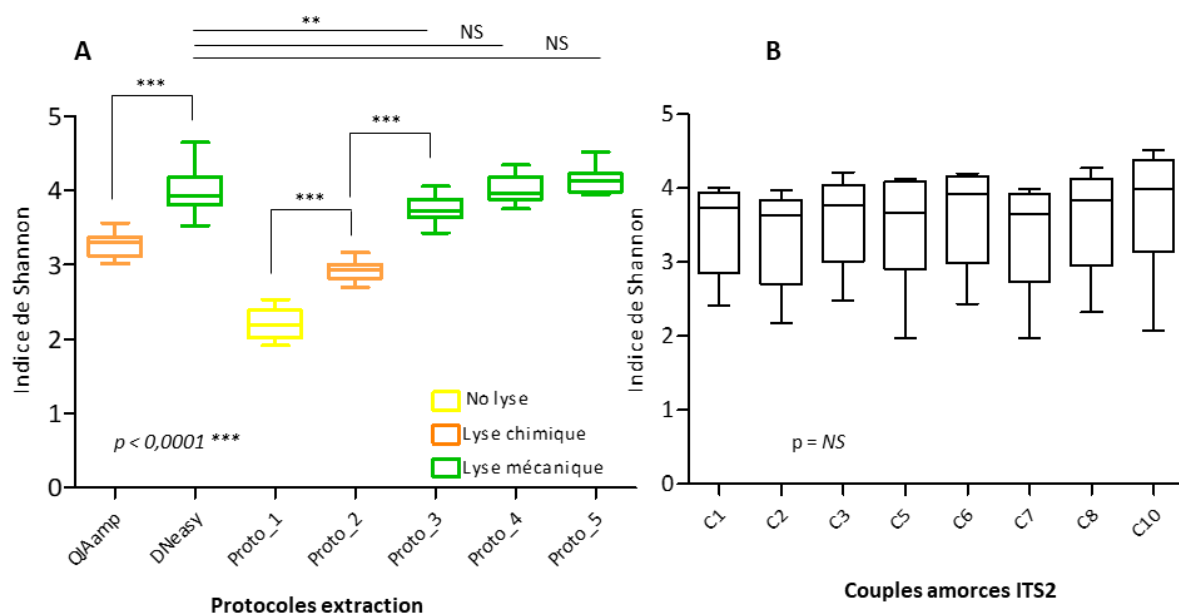 A
**
NS
NS
***
***
***
Indice de Shannon
5
4
3
2
1
0
No lyse
Lyse chimique
Lyse mécanique
p < 0,0001 ***
QIAamp
DNeasy
Proto_1
Proto_2
Proto_3
Proto_4
Proto_5
Protocoles extraction
B
Indice de Shannon
5
4
3
2
1
0
p = NS
C1
C2
C3
C5
C6
C7
C8
C10
Couples amorces ITS2